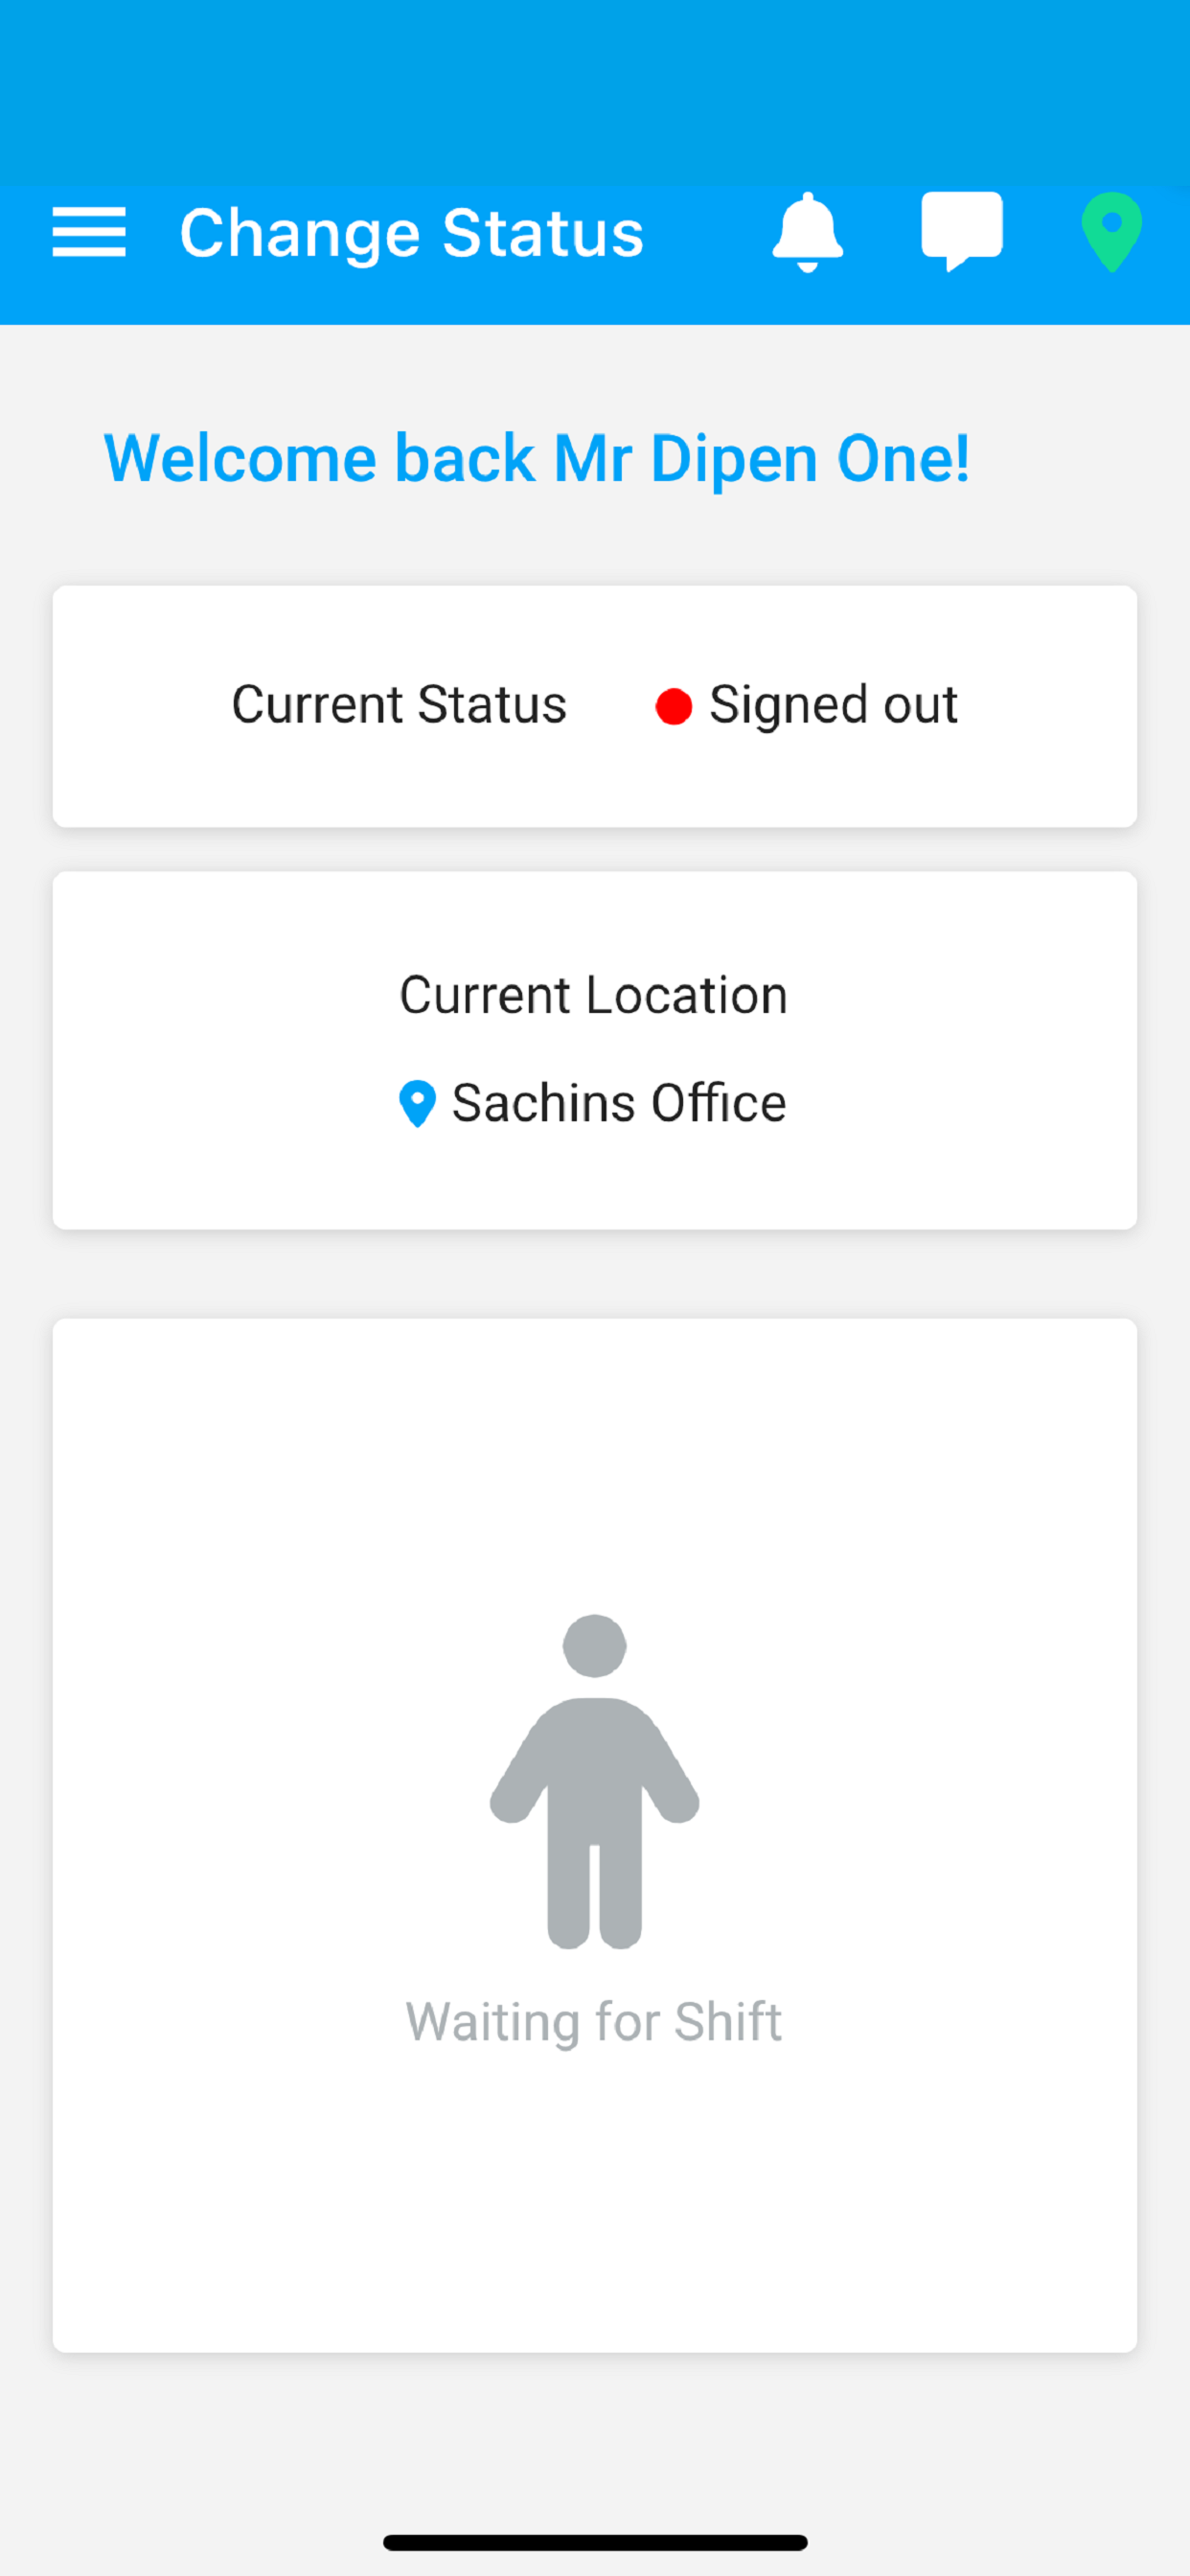 Change Status
Welcome back Mr Dipen One!
Current Status Signed out
Current Location
Sachins Office
Waiting for Shift